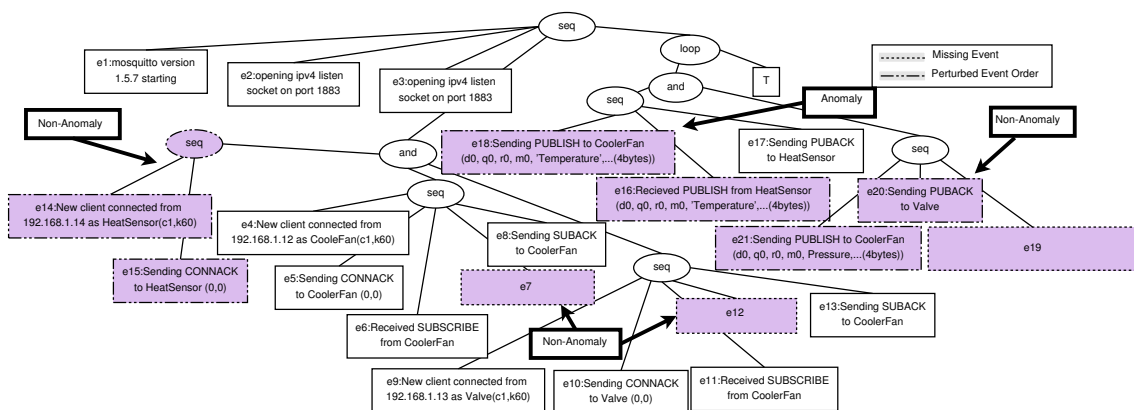 seq
loop
Missing Event
Perturbed Event Order
e1:mosquitto version
1.5.7 starting
e2:opening ipv4 listen
socket on port 1883
e3:opening ipv4 listen
socket on port 1883
T
and
seq
Anomaly
Non-Anomaly
Non-Anomaly
seq
and
e18:Sending PUBLISH to CoolerFan
(d0, q0, r0, m0, 'Temperature',...(4bytes))
e17:Sending PUBACK
to HeatSensor
seq
e14:New client connected from
192.168.1.14 as HeatSensor(c1,k60)
seq
e16:Recieved PUBLISH from HeatSensor
(d0, q0, r0, m0, 'Temperature',...(4bytes))
e20:Sending PUBACK
to Valve
e4:New client connected from
192.168.1.12 as CooleFan(c1,k60)
e8:Sending SUBACK
to CoolerFan
e21:Sending PUBLISH to CoolerFan
(d0, q0, r0, m0, Pressure,...(4bytes))
e19
e15:Sending CONNACK
to HeatSensor (0,0)
e5:Sending CONNACK
to CoolerFan (0,0)
seq
e7
e12
e13:Sending SUBACK
to CoolerFan
e6:Received SUBSCRIBE
from CoolerFan
Non-Anomaly
e9:New client connected from
192.168.1.13 as Valve(c1,k60)
e10:Sending CONNACK
to Valve (0,0)
e11:Received SUBSCRIBE
from CoolerFan